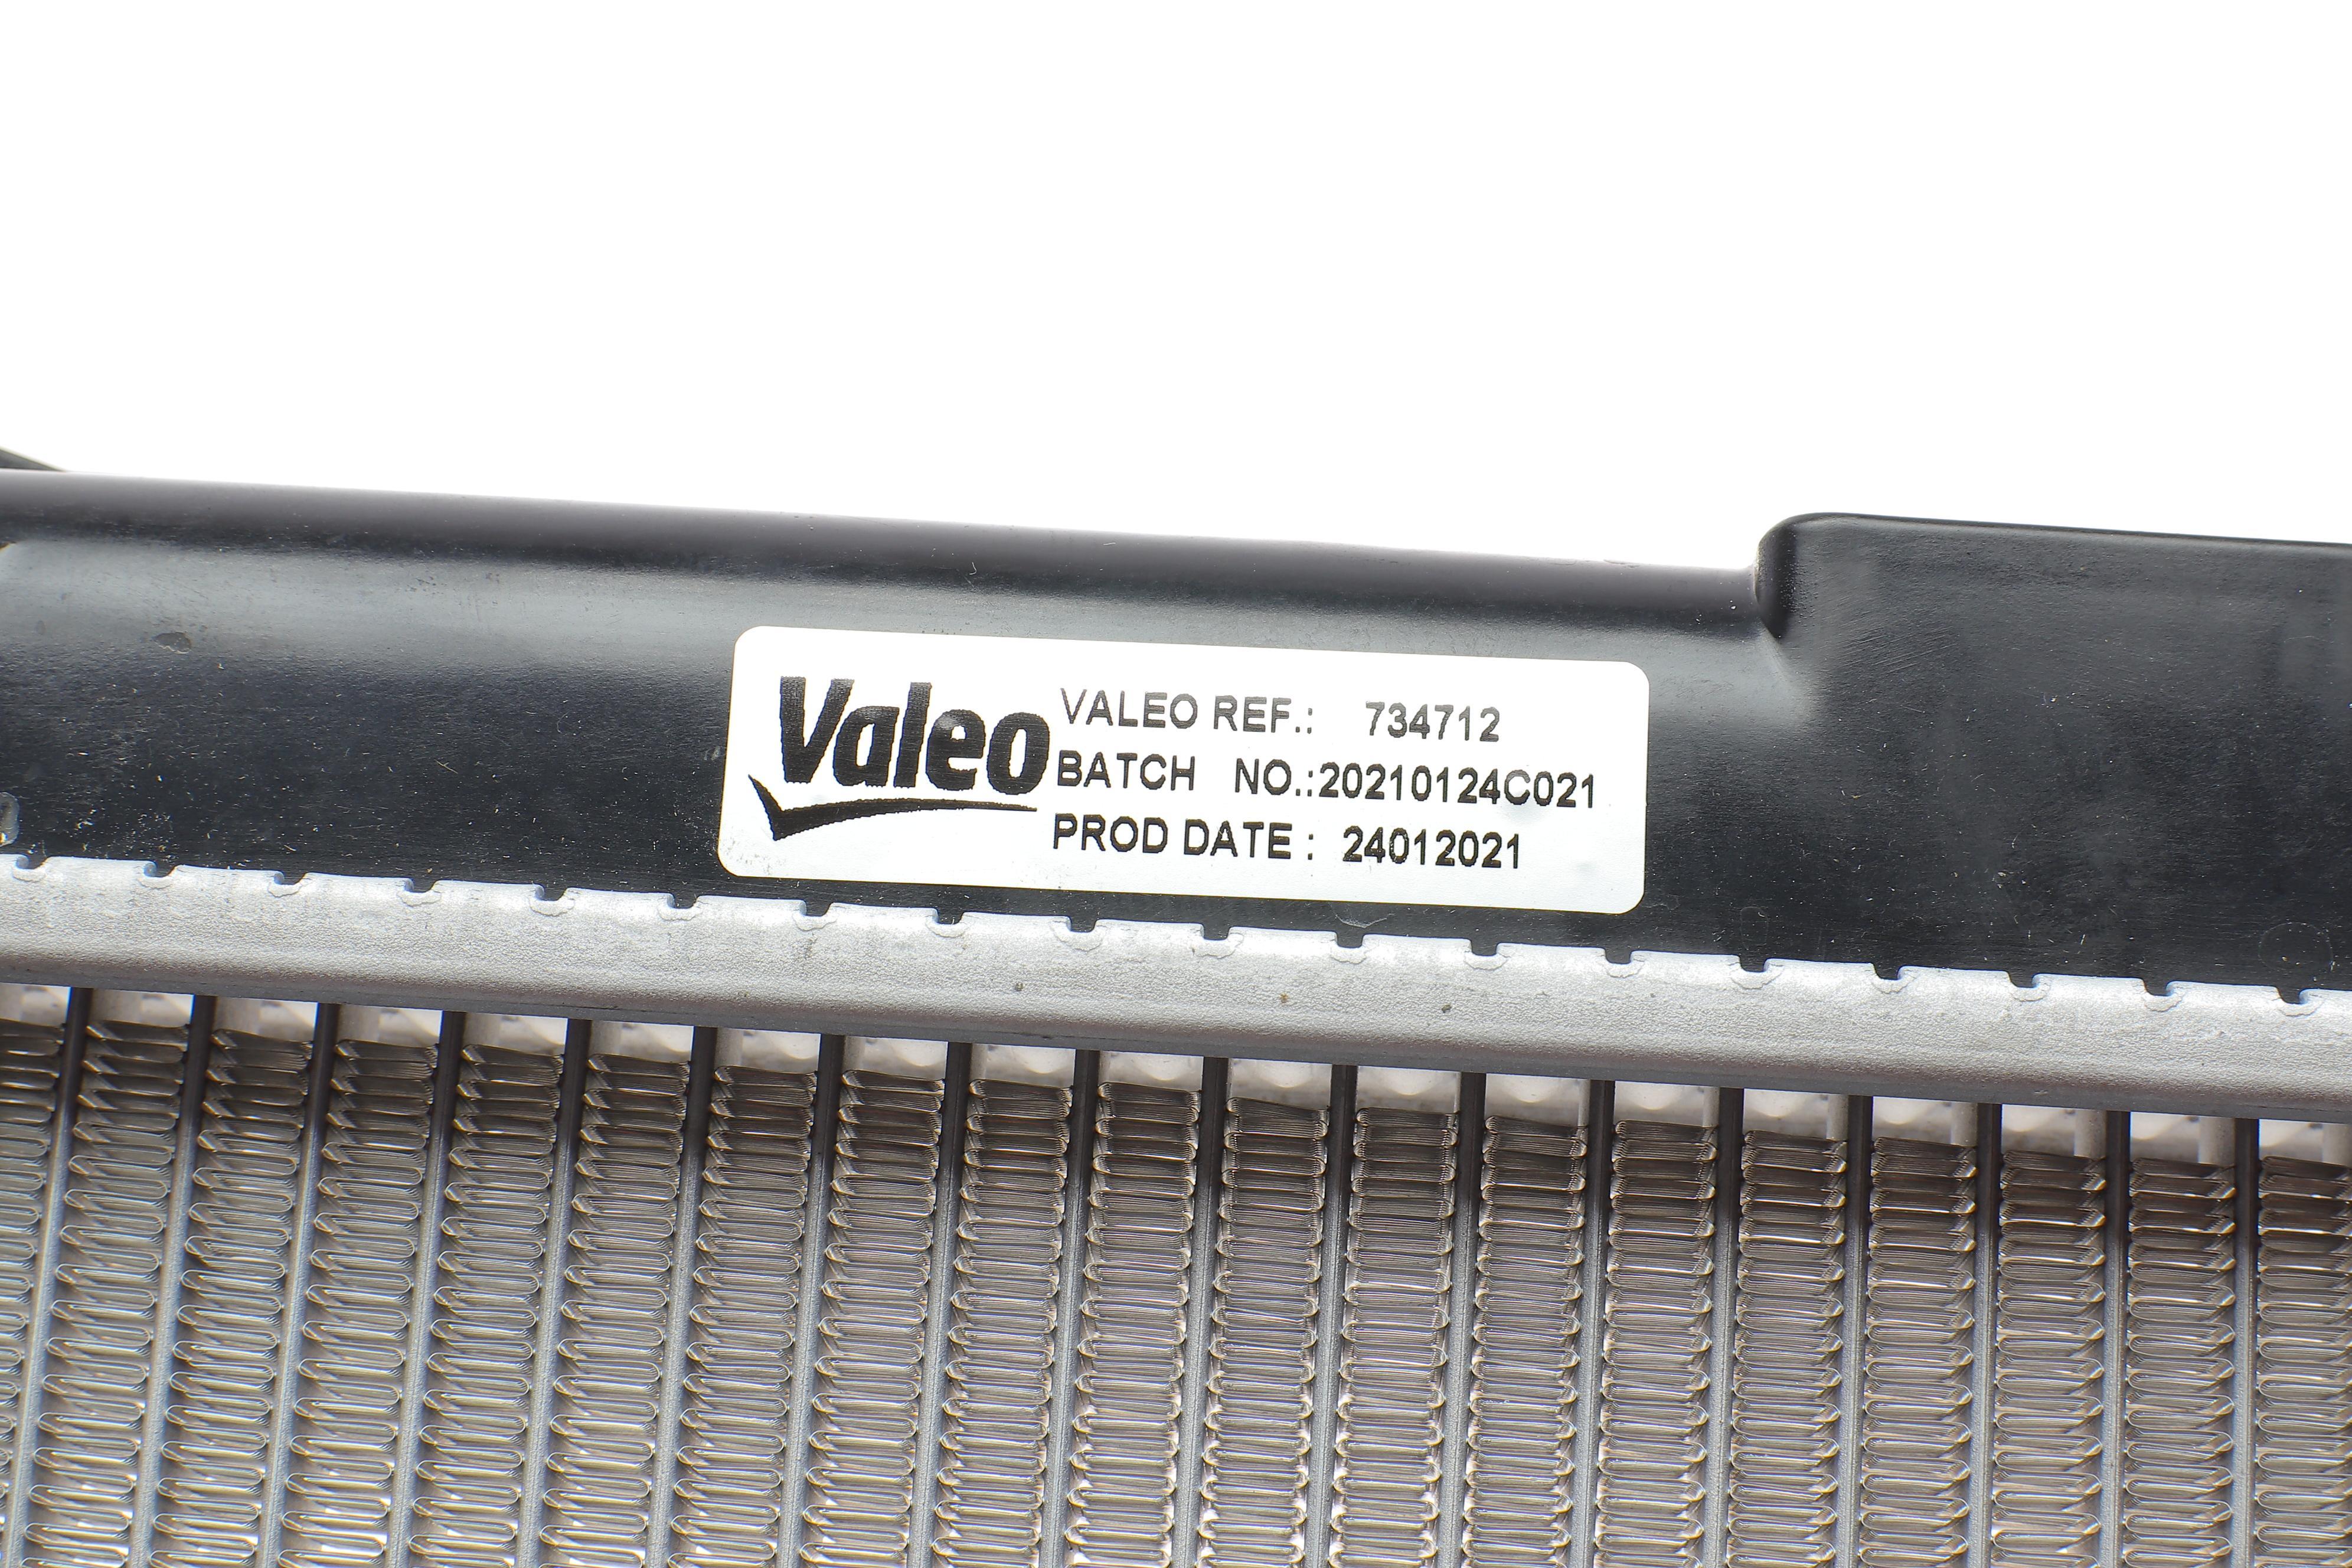 Valeo
VALEO REF.: 734712
BATCH NO.:20210124C021
PROD DATE : 24012021